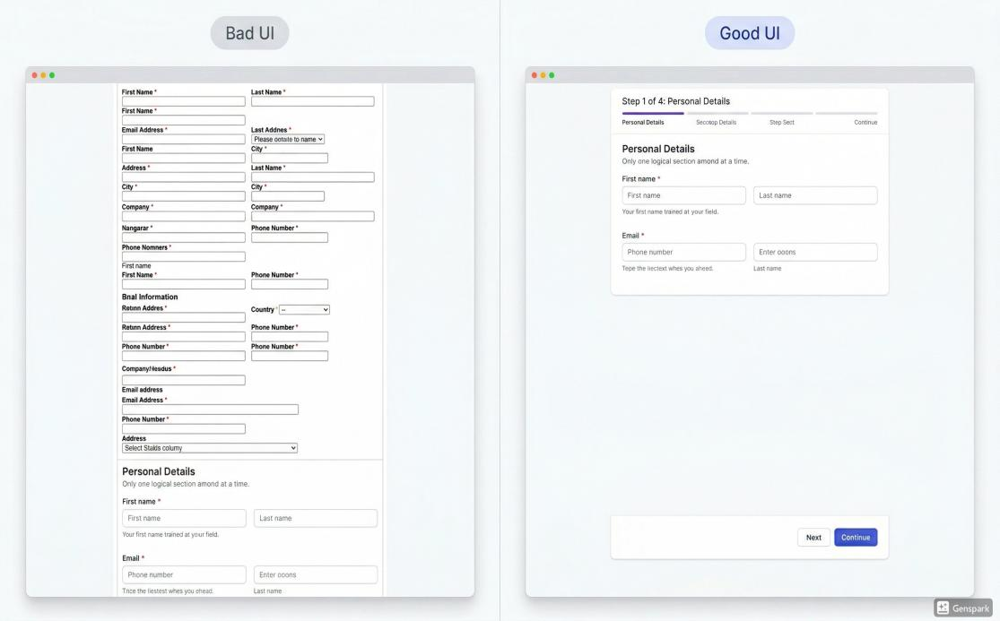 Bad UI
First Name *
Last Name *
First Name *
Email Address *
Last Addnes *
Please ootate to name
First Name
City *
Address *
Last Name *
City *
City *
Company *
Company *
Nangarar *
Phone Number *
Phone Nomners *
First name
First Name *
Phone Number *
Bnal Information
Retunn Addres *
Country * --
Retunn Address *
Phone Number *
Phone Number *
Phone Number *
Company/Headus *
Email address
Email Address *
Phone Number *
Address
Select Stakls columy
Personal Details
Only one logical section amond at a time.
First name *
First name
Last name
Your first name trained at your field.
Email *
Phone number
Enter ooons
Tnce the liestest whes you ehead.
Last name
Good UI
Step 1 of 4: Personal Details
Personal Details
Secotop Details
Step Sect
Continue
Personal Details
Only one logical section amond at a time.
First name *
First name
Last name
Your first name trained at your field.
Email *
Phone number
Enter ooons
Tepe the liectext whes you aheed.
Last name
Next
Continue
Genspark